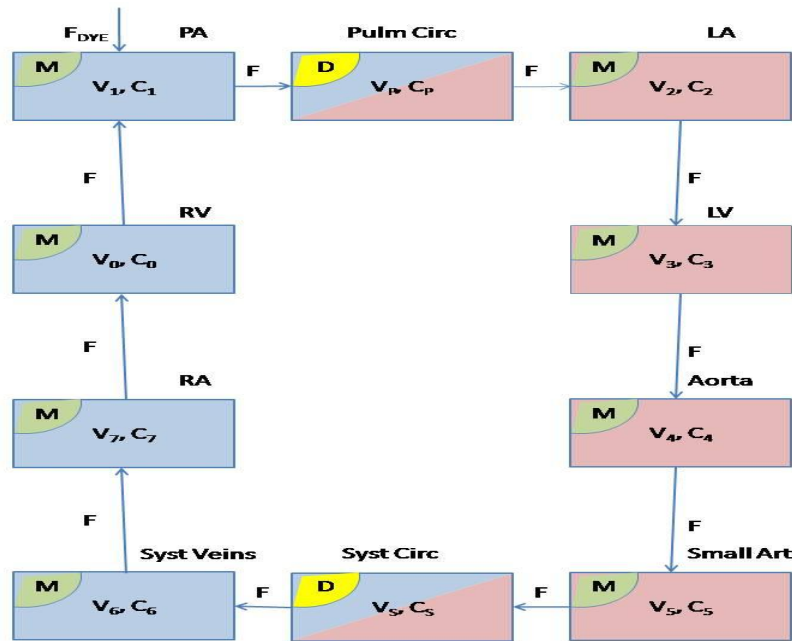 F_DYE PA Pulm Circ LA
M V₁, C₁ F D Vₚ, Cₚ F M V₂, C₂
F F
RV LV
M V₀, C₀ M V₃, C₃
F F
RA Aorta
M V₇, C₇ M V₄, C₄
F F
Syst Veins Syst Circ Small Art
M V₆, C₆ F D Vₛ, Cₛ F M V₅, C₅